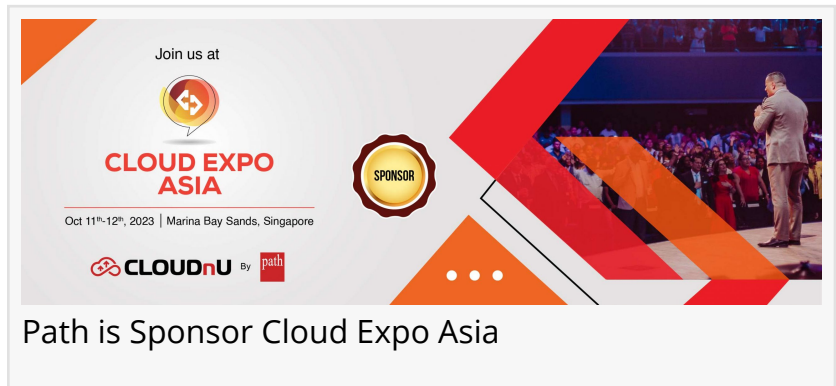 Join us at
CLOUD EXPO
ASIA
SPONSOR
Oct 11th-12th, 2023 | Marina Bay Sands, Singapore
CLOUDnU By path
Path is Sponsor Cloud Expo Asia